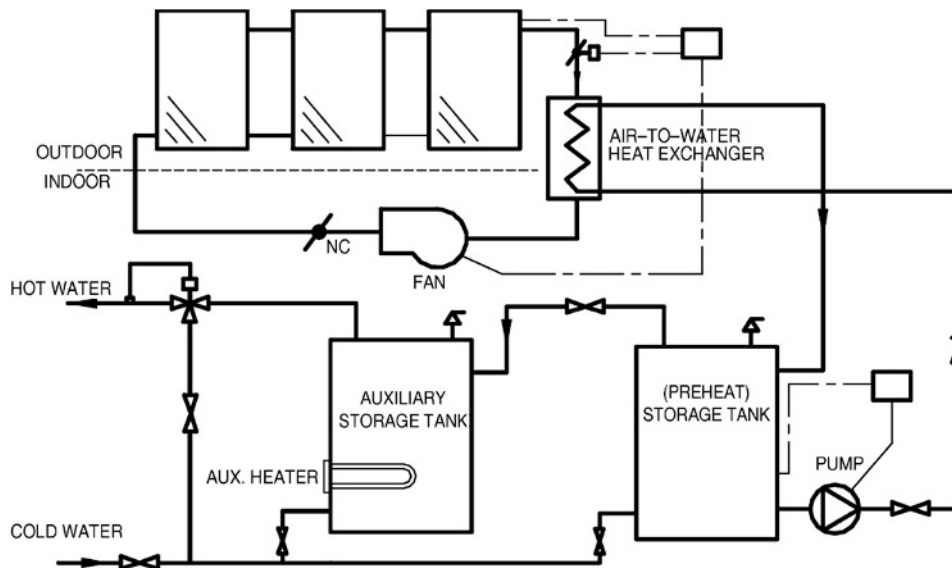 OUTDOOR
INDOOR
AIR-TO-WATER
HEAT EXCHANGER
NC
FAN
HOT WATER
AUXILIARY
STORAGE TANK
(PREHEAT)
STORAGE TANK
AUX. HEATER
PUMP
COLD WATER